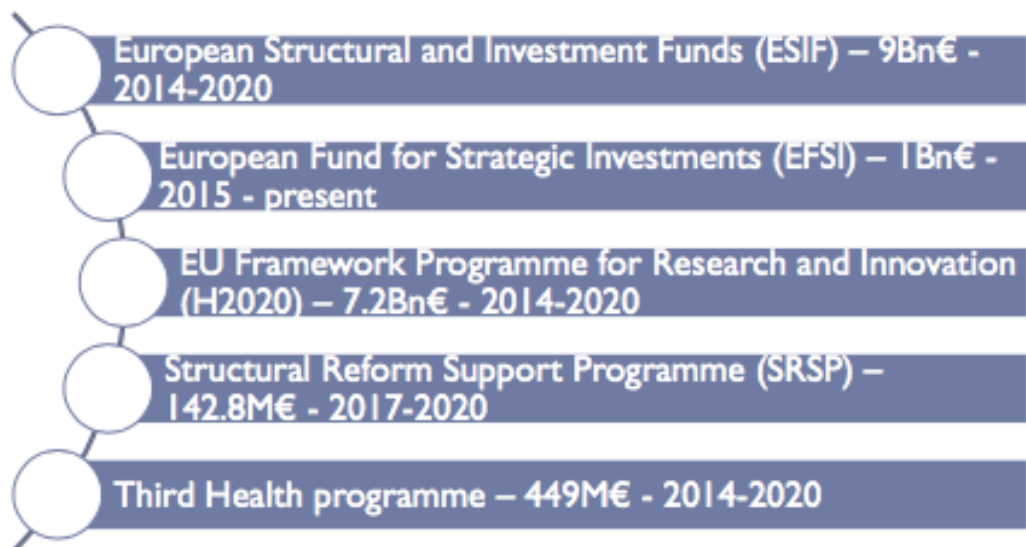 European Structural and Investment Funds (ESIF) – 9Bn€ -
2014-2020
European Fund for Strategic Investments (EFSI) – 1Bn€ -
2015 - present
EU Framework Programme for Research and Innovation
(H2020) – 7.2Bn€ - 2014-2020
Structural Reform Support Programme (SRSP) –
142.8M€ - 2017-2020
Third Health programme – 449M€ - 2014-2020